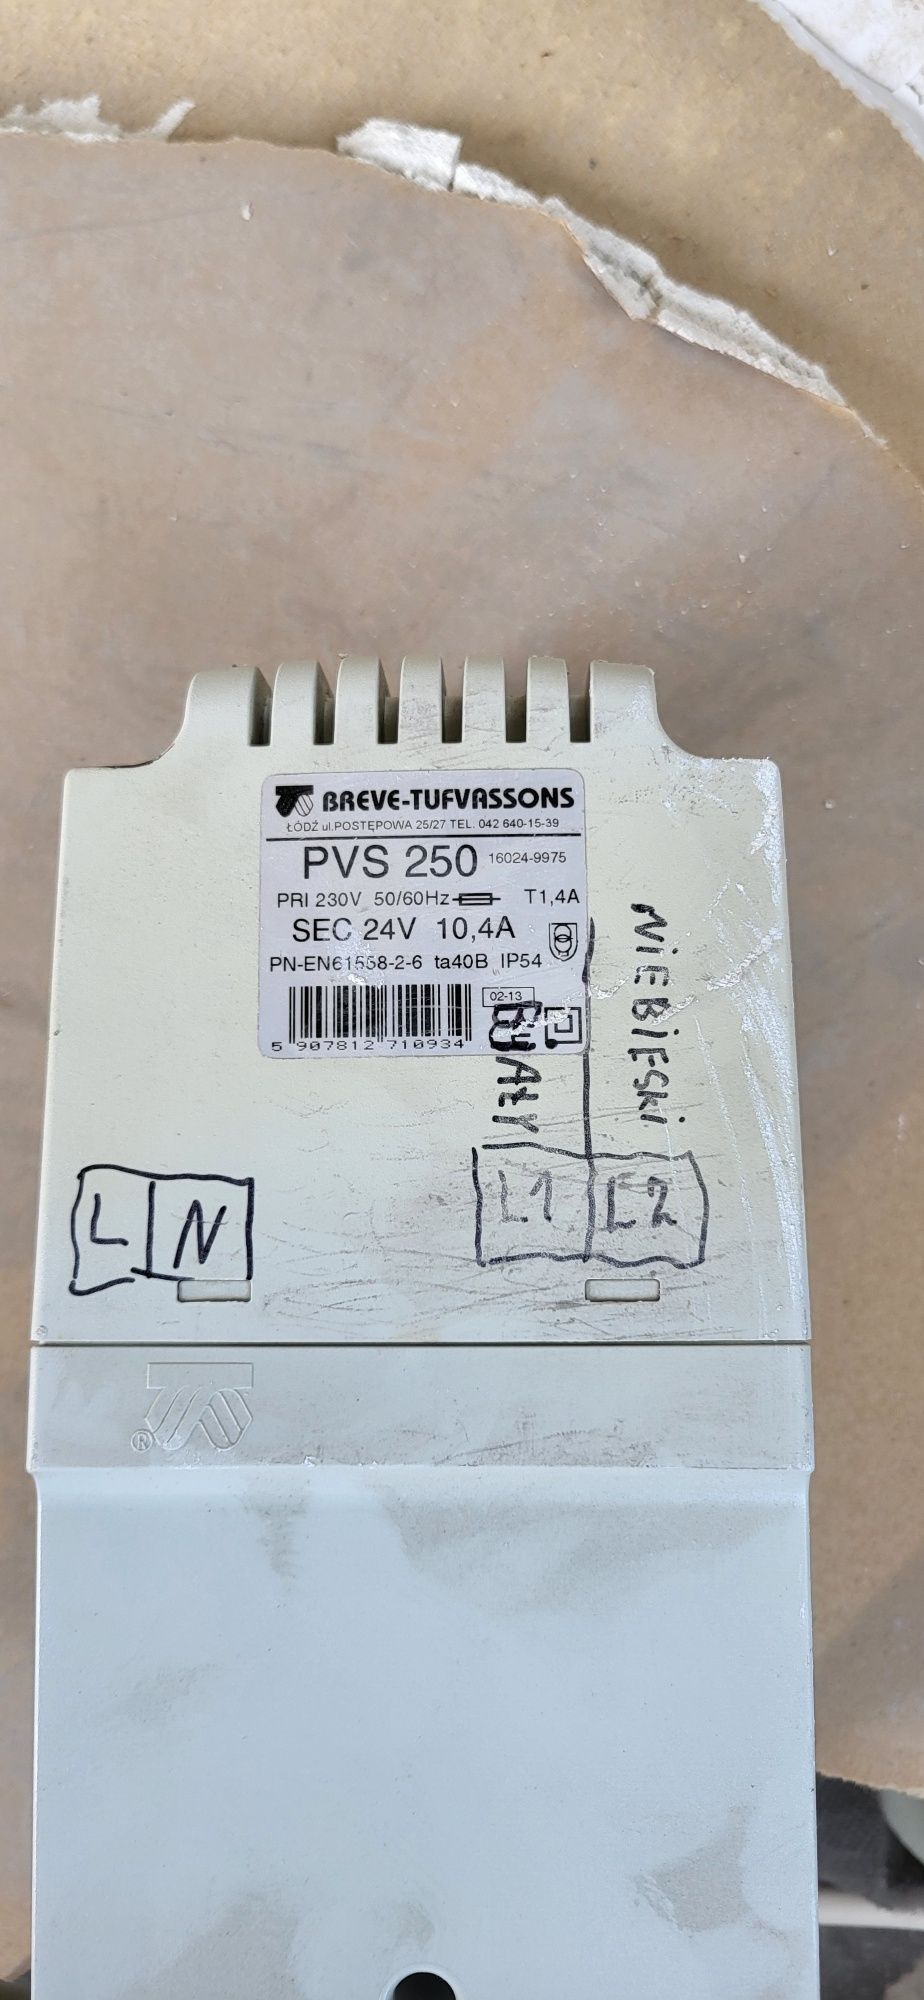 BREVE-TUFVASSONS
ŁÓDŹ ul.POSTĘPOWA 25/27 TEL. 042 640-15-39
PVS 250 16024-9975
PRI 230V 50/60Hz T1,4A
SEC 24V 10,4A
PN-EN61558-2-6 ta40B IP54
02-13
5 907812 710934
BIAŁY
NIEBIESKI
L N
L1 L2
®